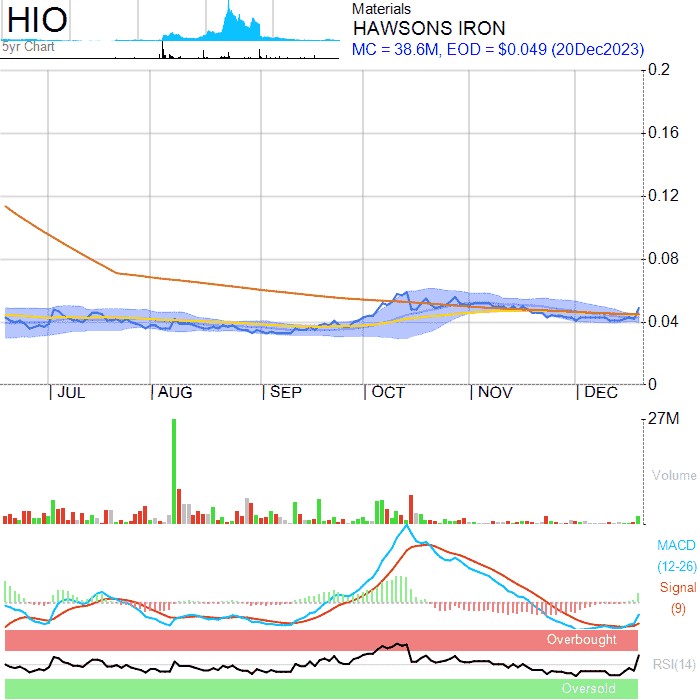 HIO
5yr Chart
Materials
HAWSONS IRON
MC = 38.6M, EOD = $0.049 (20Dec2023)
0.2
0.16
0.12
0.08
0.04
0
JUL AUG SEP OCT NOV DEC
27M
Volume
MACD
(12-26)
Signal
(9)
Overbought
RSI(14)
Oversold